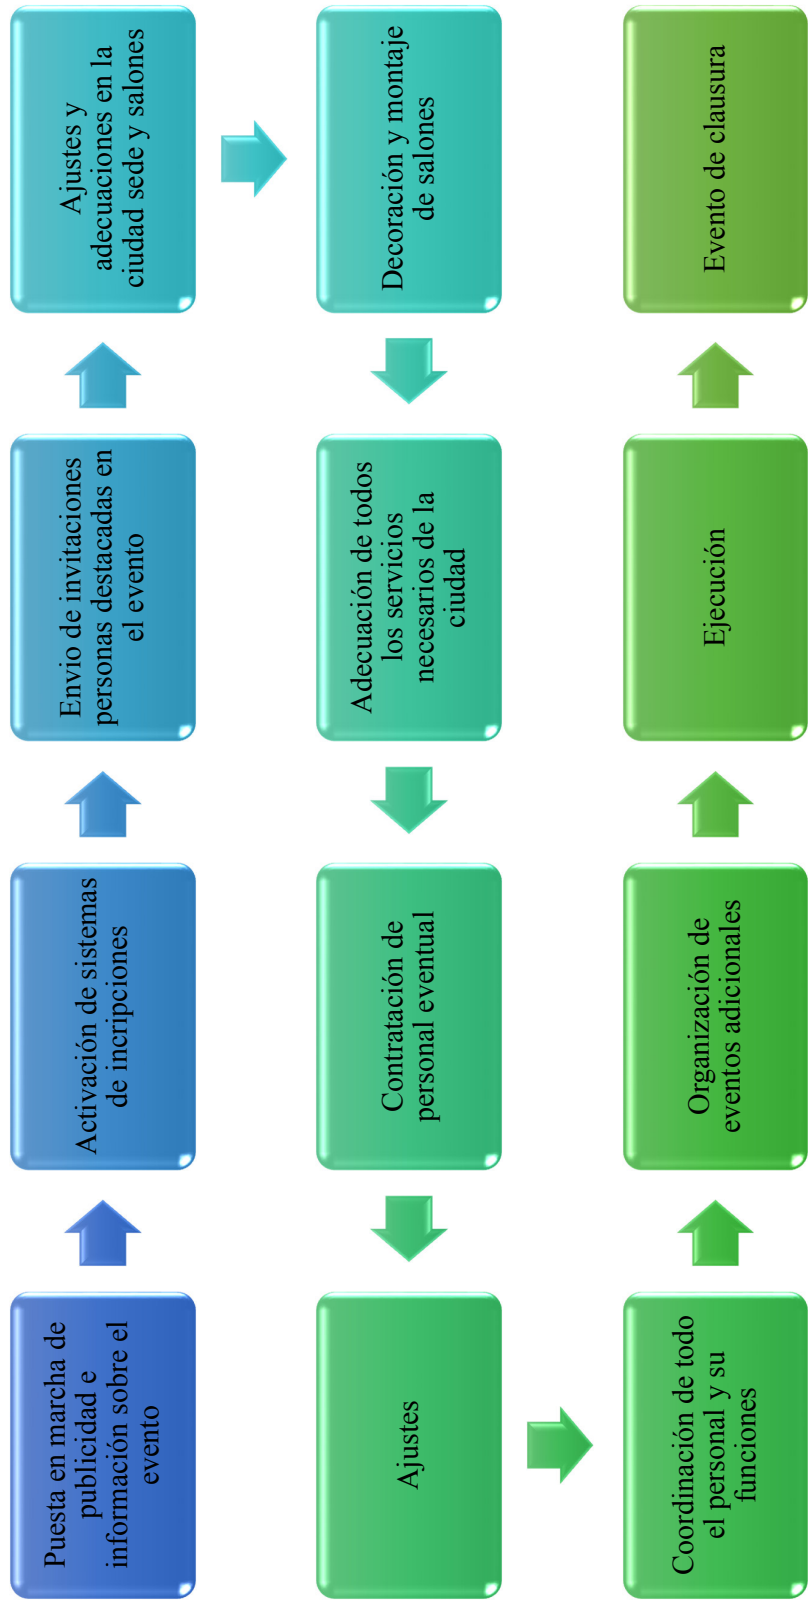 Puesta en marcha de
publicidad e
información sobre el
evento
Activación de sistemas
de incripciones
Envio de invitaciones
personas destacadas en
el evento
Ajustes y
adecuaciones en la
ciudad sede y salones
Decoración y montaje
de salones
Adecuación de todos
los servicios
necesarios de la
ciudad
Contratación de
personal eventual
Ajustes
Coordinación de todo
el personal y su
funciones
Organización de
eventos adicionales
Ejecución
Evento de clausura